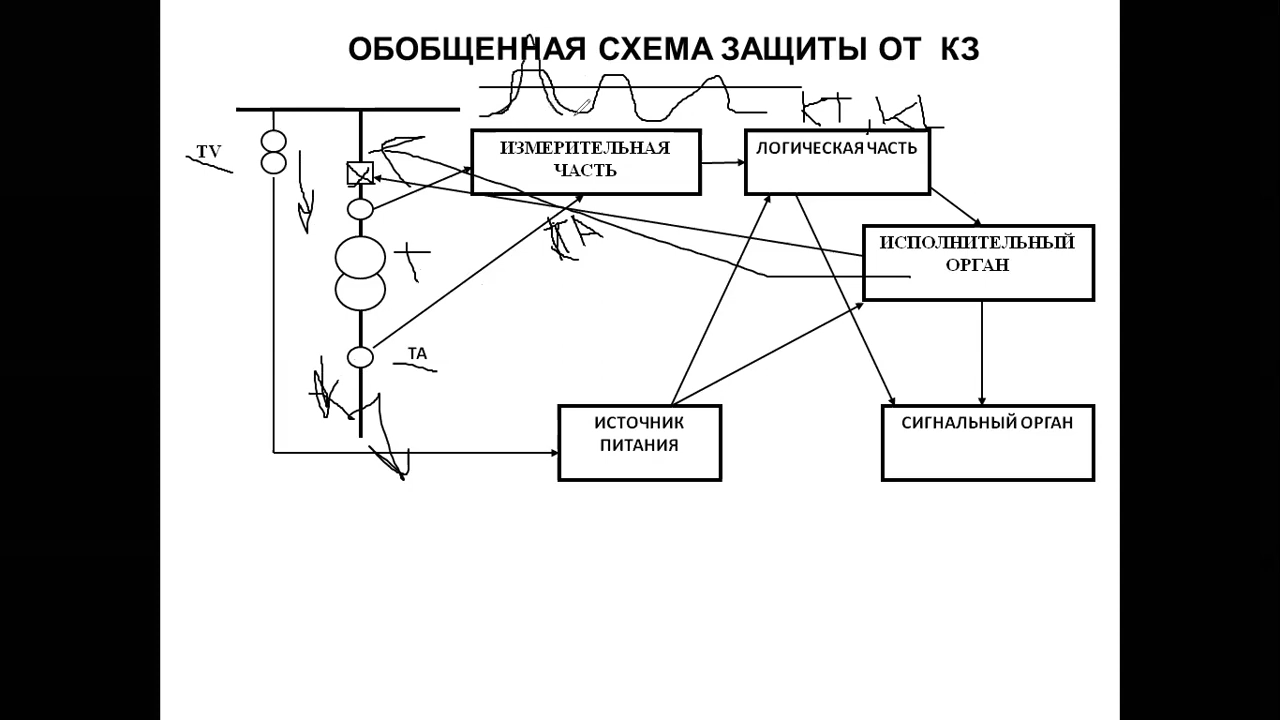 ОБОБЩЕННАЯ СХЕМА ЗАЩИТЫ ОТ КЗ
TV
ИЗМЕРИТЕЛЬНАЯ
ЧАСТЬ
ЛОГИЧЕСКАЯ ЧАСТЬ
ИСПОЛНИТЕЛЬНЫЙ
ОРГАН
TA
ИСТОЧНИК
ПИТАНИЯ
СИГНАЛЬНЫЙ ОРГАН